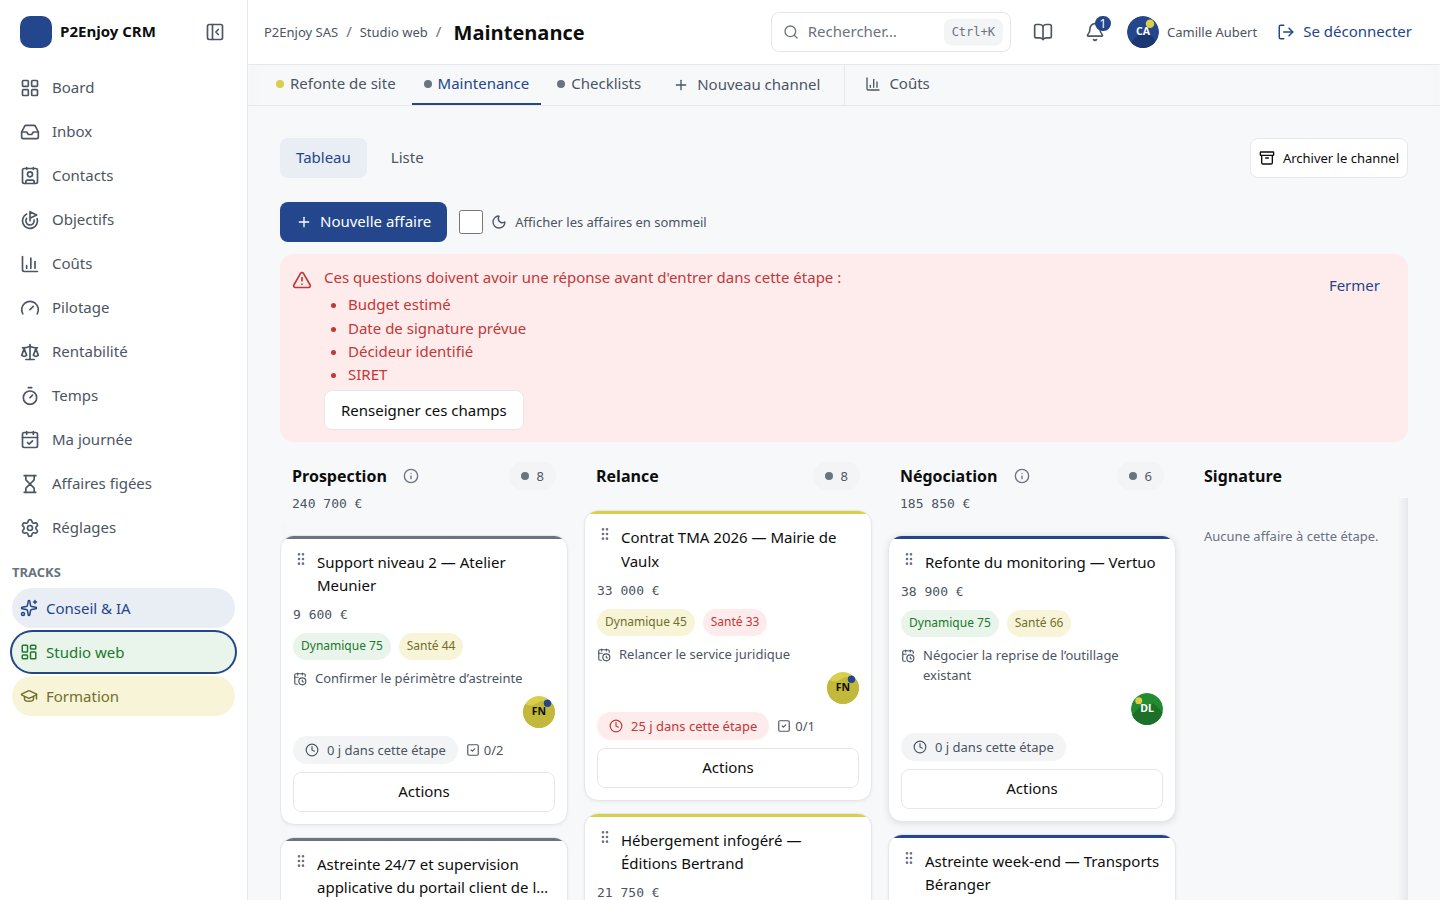 P2Enjoy CRM
Board
Inbox
Contacts
Objectifs
Coûts
Pilotage
Rentabilité
Temps
Ma journée
Affaires figées
Réglages
TRACKS
Conseil & IA
Studio web
Formation
P2Enjoy SAS / Studio web / Maintenance
Rechercher... Ctrl+K
1
CA Camille Aubert
Se déconnecter
Refonte de site
Maintenance
Checklists
Nouveau channel
Coûts
Tableau
Liste
Archiver le channel
Nouvelle affaire
Afficher les affaires en sommeil
Ces questions doivent avoir une réponse avant d'entrer dans cette étape :
Budget estimé
Date de signature prévue
Décideur identifié
SIRET
Renseigner ces champs
Fermer
Prospection 8
240 700 €
Support niveau 2 — Atelier
Meunier
9 600 €
Dynamique 75 Santé 44
Confirmer le périmètre d’astreinte
FN
0 j dans cette étape 0/2
Actions
Astreinte 24/7 et supervision
applicative du portail client de l...
Relance 8
Contrat TMA 2026 — Mairie de
Vaulx
33 000 €
Dynamique 45 Santé 33
Relancer le service juridique
FN
25 j dans cette étape 0/1
Actions
Hébergement infogéré —
Éditions Bertrand
21 750 €
Négociation 6
185 850 €
Refonte du monitoring — Vertuo
38 900 €
Dynamique 75 Santé 66
Négocier la reprise de l’outillage
existant
DL
0 j dans cette étape
Actions
Astreinte week-end — Transports
Béranger
Signature
Aucune affaire à cette étape.